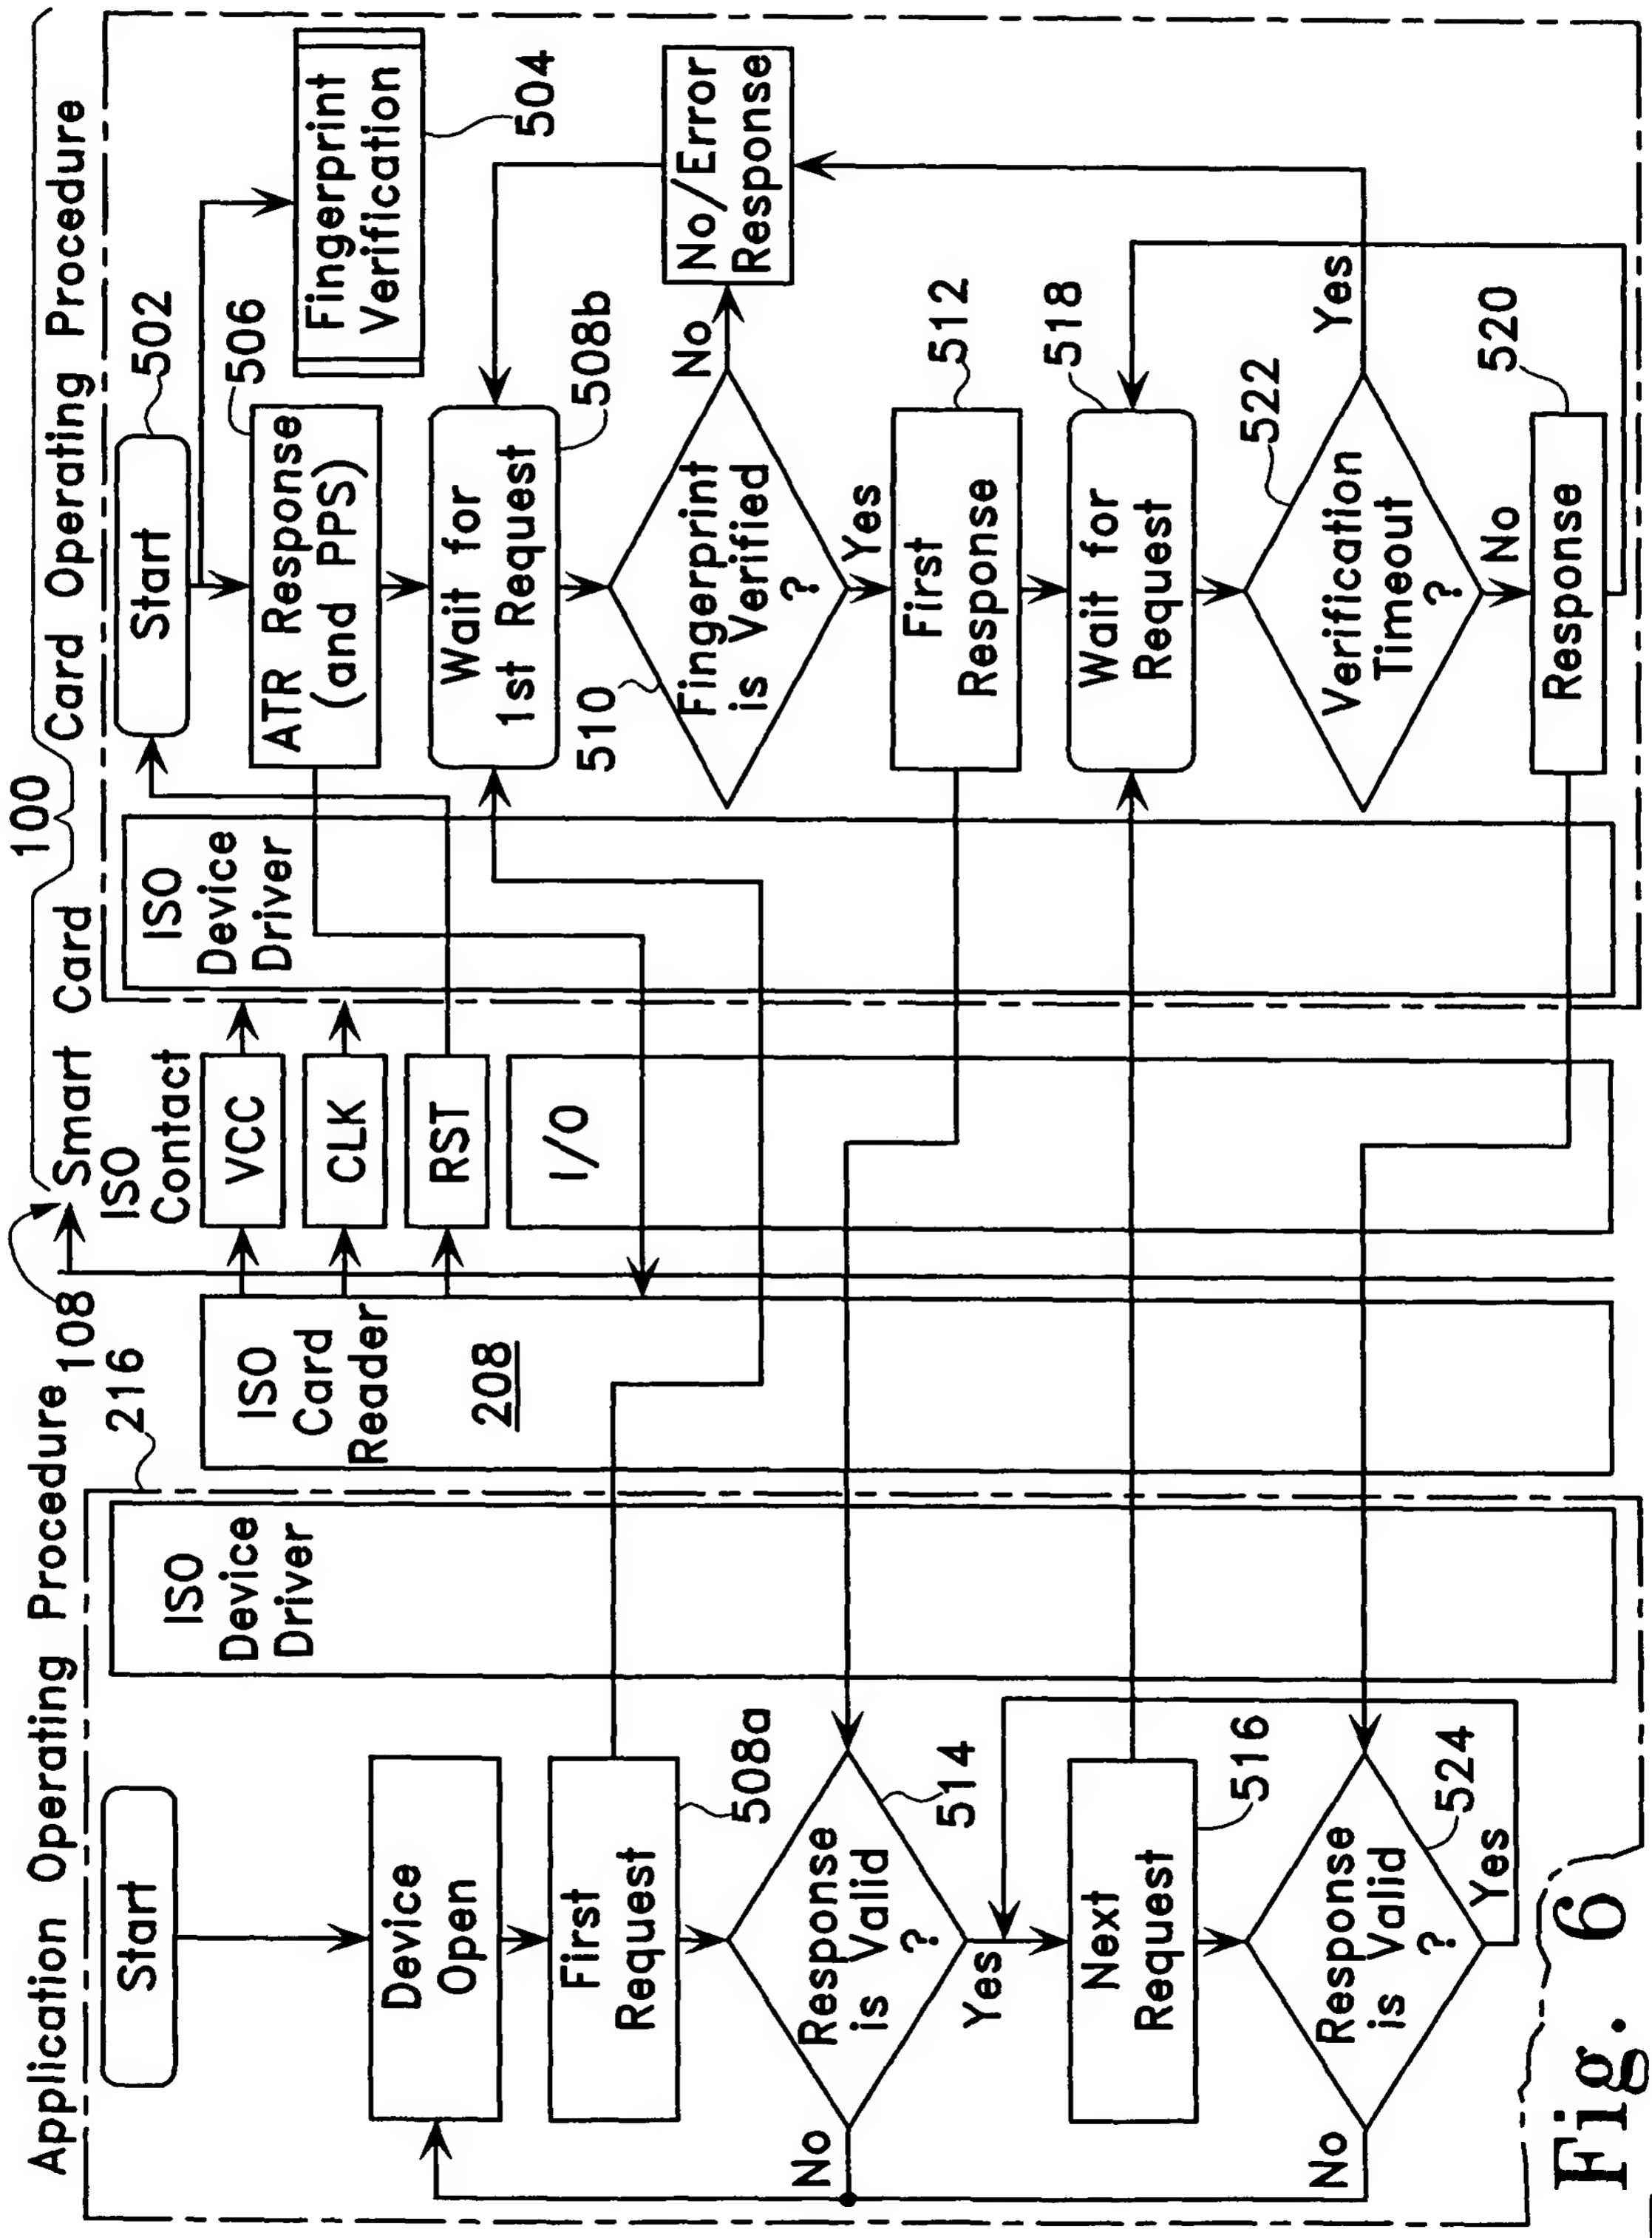 Application Operating Procedure
108
Smart Card
100
Card Operating Procedure
216
ISO
Contact
Start
ISO
Device
Driver
ISO
Card
Reader
208
VCC
CLK
RST
I/O
ISO
Device
Driver
Start
502
506
ATR Response
(and PPS)
Fingerprint
Verification
504
Device
Open
First
Request
508a
Wait for
1st Request
508b
510
Fingerprint
is Verified
?
No
No/Error
Response
Yes
Response
is Valid
?
514
No
Yes
First
Response
512
Next
Request
516
Wait for
Request
518
Response
is Valid
?
524
No
Yes
Verification
Timeout
?
522
Yes
No
Response
520
Fig. 6